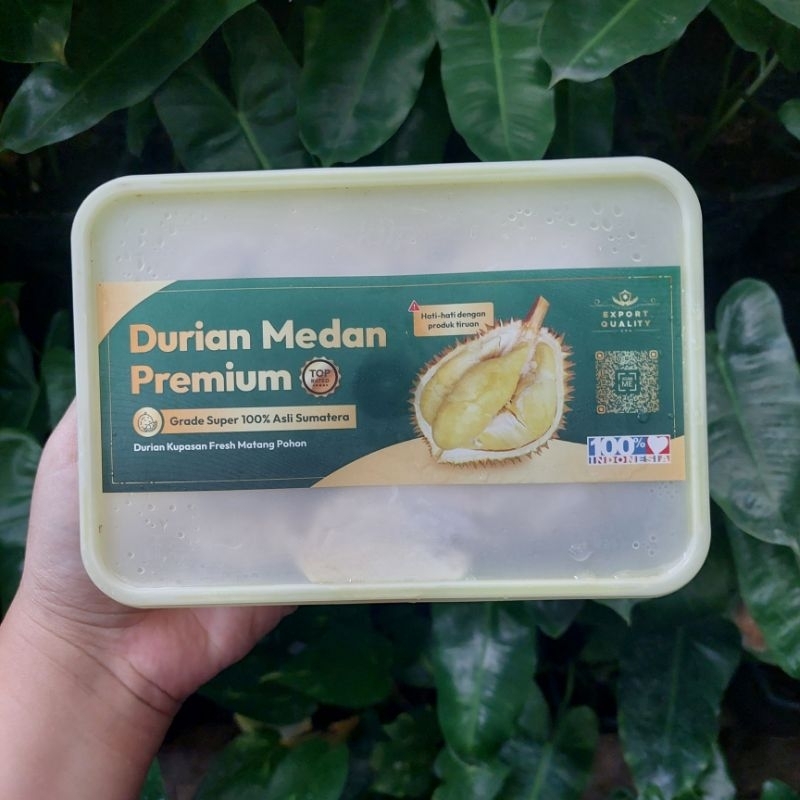 Durian Medan
Premium
TOP
RATED
Grade Super 100% Asli Sumatera
Durian Kupasan Fresh Matang Pohon
Hati-hati dengan
produk tiruan
EXPORT
QUALITY
ME
100%
INDONESIA